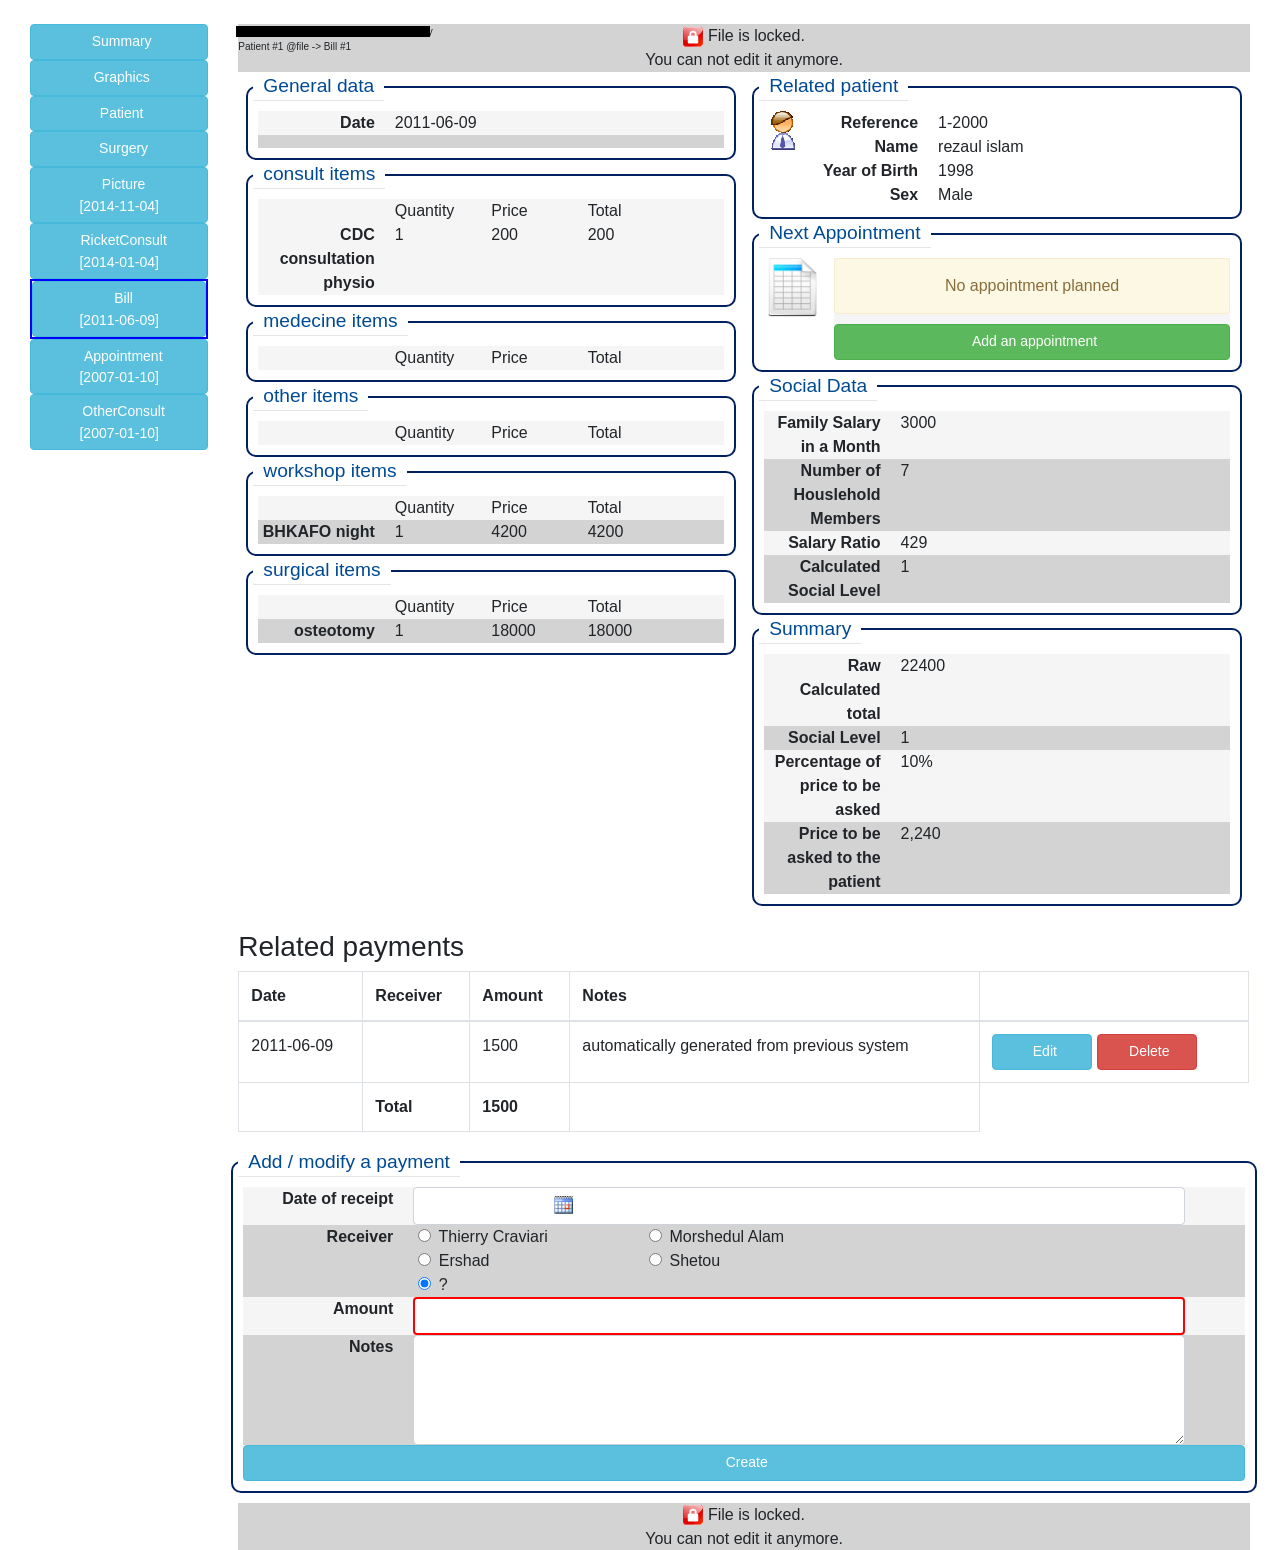 Summary
Graphics
Patient
Surgery
Picture
[2014-11-04]
RicketConsult
[2014-01-04]
Bill
[2011-06-09]
Appointment
[2007-01-10]
OtherConsult
[2007-01-10]
Patient #1 @file -> Bill #1
File is locked.
You can not edit it anymore.
General data
Date 2011-06-09
consult items
Quantity Price Total
CDC 1 200 200
consultation
physio
medecine items
Quantity Price Total
other items
Quantity Price Total
workshop items
Quantity Price Total
BHKAFO night 1 4200 4200
surgical items
Quantity Price Total
osteotomy 1 18000 18000
Related patient
Reference 1-2000
Name rezaul islam
Year of Birth 1998
Sex Male
Next Appointment
No appointment planned
Add an appointment
Social Data
Family Salary 3000
in a Month
Number of 7
Houslehold
Members
Salary Ratio 429
Calculated 1
Social Level
Summary
Raw 22400
Calculated
total
Social Level 1
Percentage of 10%
price to be
asked
Price to be 2,240
asked to the
patient
Related payments
Date Receiver Amount Notes
2011-06-09 1500 automatically generated from previous system Edit Delete
Total 1500
Add / modify a payment
Date of receipt
Receiver Thierry Craviari Morshedul Alam
Ershad Shetou
?
Amount
Notes
Create
File is locked.
You can not edit it anymore.